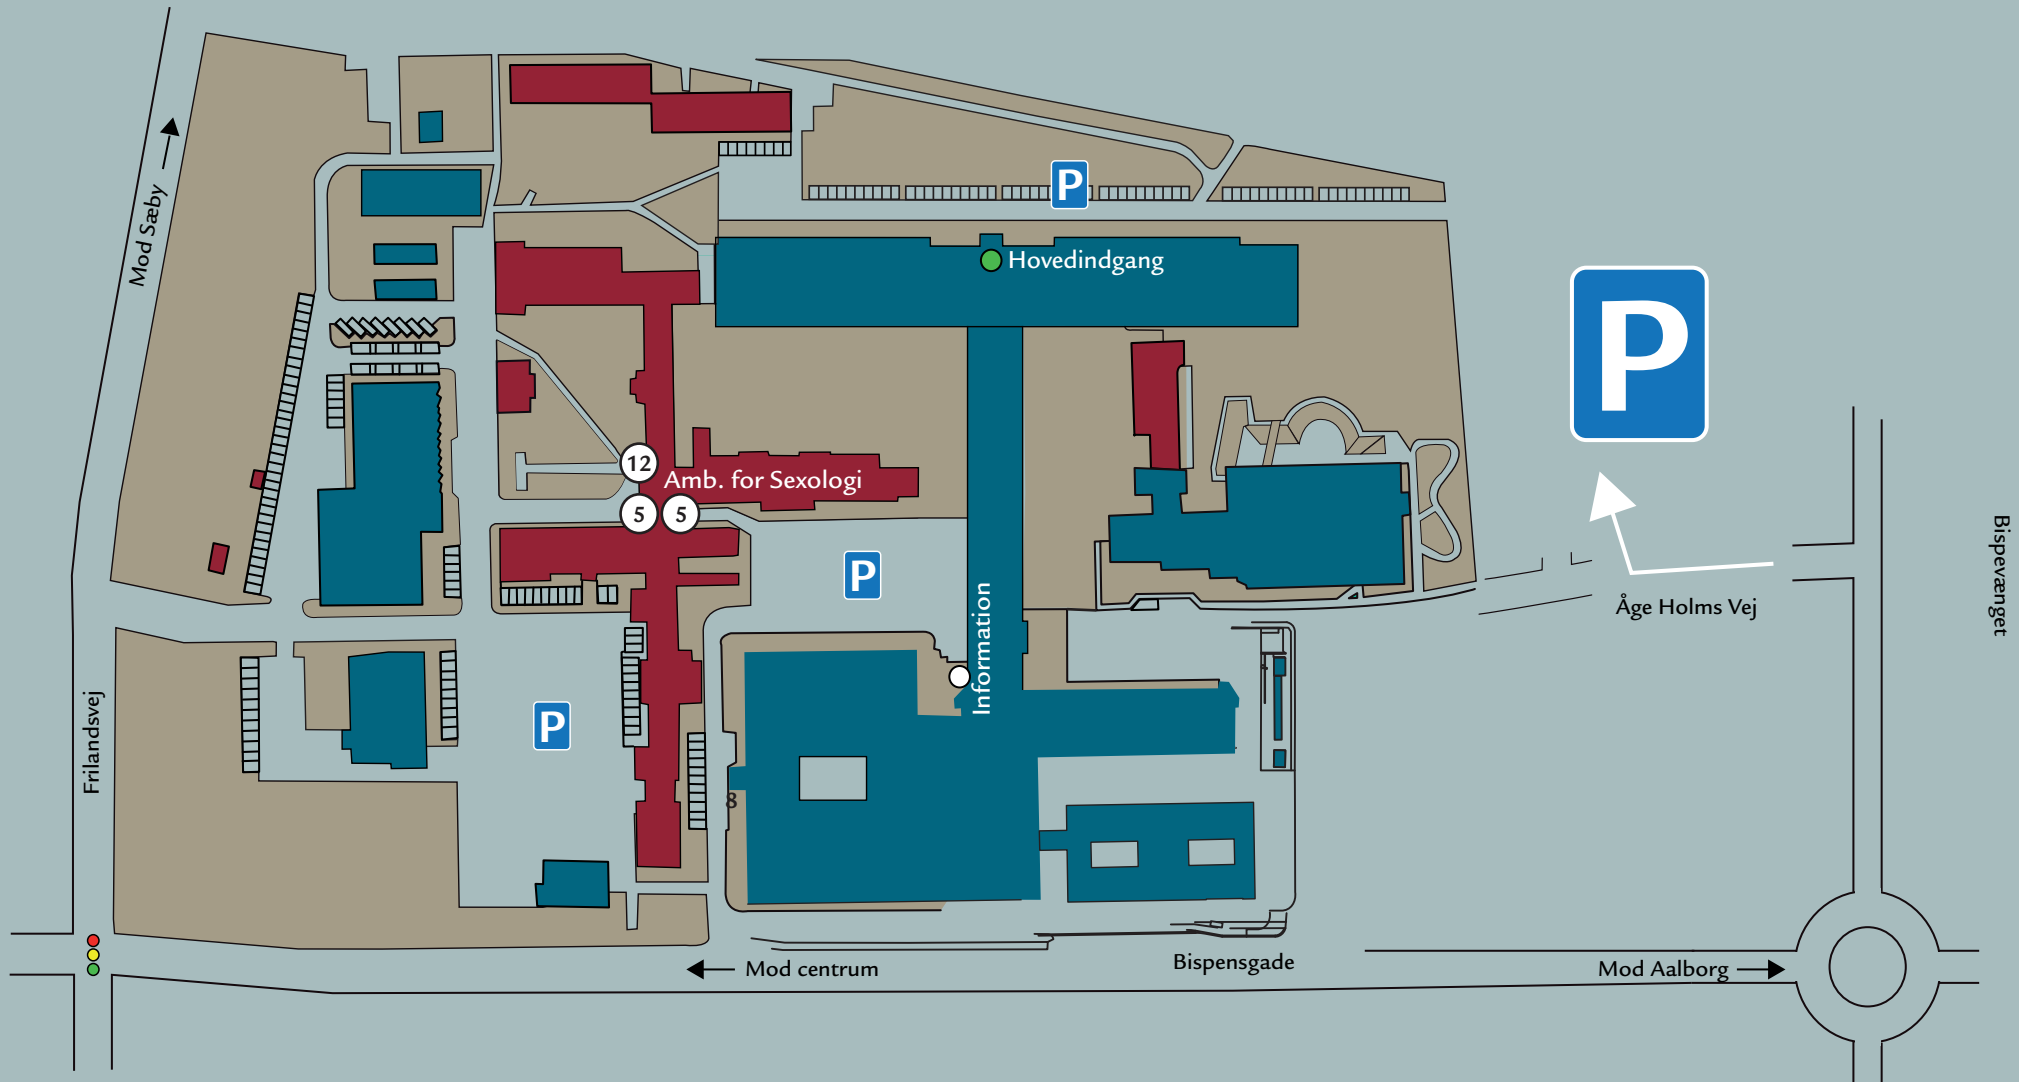 P
Mod Sæby
Hovedindgang
P
12
Amb. for Sexologi
5
5
P
Information
Åge Holms Vej
Bispevænget
P
Frilandsvej
8
Mod centrum
Bispensgade
Mod Aalborg